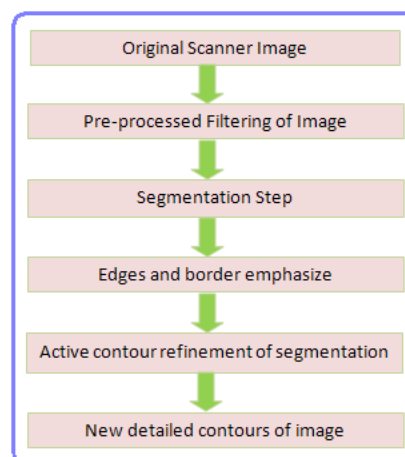 Original Scanner Image
Pre-processed Filtering of Image
Segmentation Step
Edges and border emphasize
Active contour refinement of segmentation
New detailed contours of image